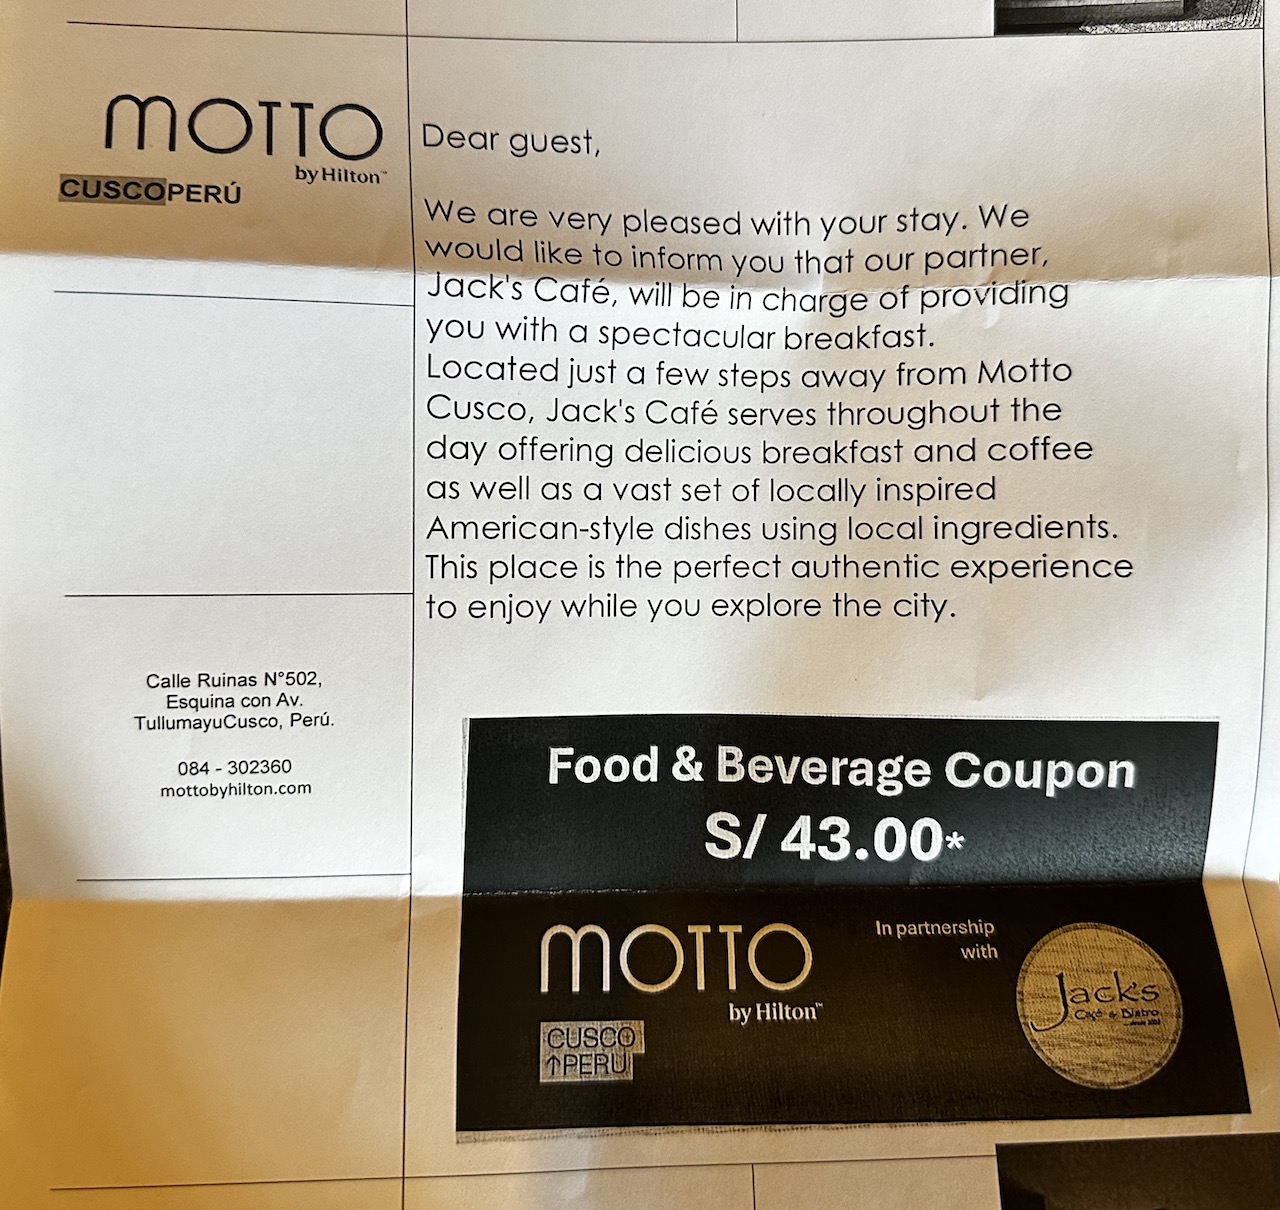 MOTTO
by Hilton™
CUSCOPERÚ
Dear guest,
We are very pleased with your stay. We
would like to inform you that our partner,
Jack's Café, will be in charge of providing
you with a spectacular breakfast.
Located just a few steps away from Motto
Cusco, Jack's Café serves throughout the
day offering delicious breakfast and coffee
as well as a vast set of locally inspired
American-style dishes using local ingredients.
This place is the perfect authentic experience
to enjoy while you explore the city.
Calle Ruinas N°502,
Esquina con Av.
TullumayuCusco, Perú.
084 - 302360
mottobyhilton.com
Food & Beverage Coupon
S/ 43.00*
MOTTO
by Hilton™
CUSCO
↑PERU
In partnership
with
Jack's
Café & Bistro